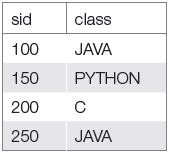 sid class
100 JAVA
150 PYTHON
200 C
250 JAVA